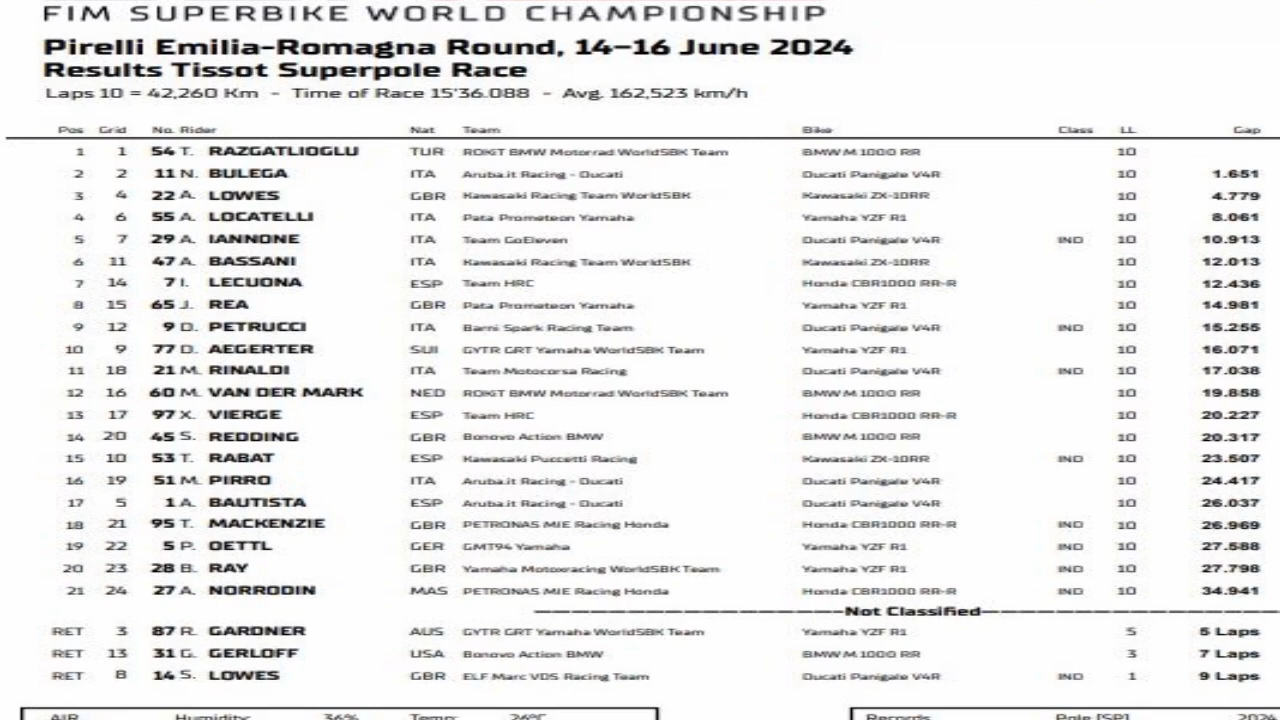 FIM SUPERBIKE WORLD CHAMPIONSHIP
Pirelli Emilia-Romagna Round, 14-16 June 2024
Results Tissot Superpole Race
Laps 10 = 42,260 Km - Time of Race 15'36.088 - Avg. 162,523 km/h
Pos Grid No. Rider Nat Team Bike Class LL Gap
1 1 54 T. RAZGATLIOGLU TUR ROKiT BMW Motorrad WorldSBK Team BMW M 1000 RR 10
2 2 11 N. BULEGA ITA Aruba.it Racing - Ducati Ducati Panigale V4R 10 1.651
3 4 22 A. LOWES GBR Kawasaki Racing Team WorldSBK Kawasaki ZX-10RR 10 4.779
4 6 55 A. LOCATELLI ITA Pata Prometeon Yamaha Yamaha YZF R1 10 8.061
5 7 29 A. IANNONE ITA Team GoEleven Ducati Panigale V4R IND 10 10.913
6 11 47 A. BASSANI ITA Kawasaki Racing Team WorldSBK Kawasaki ZX-10RR 10 12.013
7 14 7 I. LECUONA ESP Team HRC Honda CBR1000 RR-R 10 12.436
8 15 65 J. REA GBR Pata Prometeon Yamaha Yamaha YZF R1 10 14.981
9 12 9 D. PETRUCCI ITA Barni Spark Racing Team Ducati Panigale V4R IND 10 15.255
10 9 77 D. AEGERTER SUI GYTR GRT Yamaha WorldSBK Team Yamaha YZF R1 10 16.071
11 18 21 M. RINALDI ITA Team Motocorsa Racing Ducati Panigale V4R IND 10 17.038
12 16 60 M. VAN DER MARK NED ROKiT BMW Motorrad WorldSBK Team BMW M 1000 RR 10 19.858
13 17 97 X. VIERGE ESP Team HRC Honda CBR1000 RR-R 10 20.227
14 20 45 S. REDDING GBR Bonovo Action BMW BMW M 1000 RR 10 20.317
15 10 53 T. RABAT ESP Kawasaki Puccetti Racing Kawasaki ZX-10RR IND 10 23.507
16 19 51 M. PIRRO ITA Aruba.it Racing - Ducati Ducati Panigale V4R 10 24.417
17 5 1 A. BAUTISTA ESP Aruba.it Racing - Ducati Ducati Panigale V4R 10 26.037
18 21 95 T. MACKENZIE GBR PETRONAS MIE Racing Honda Honda CBR1000 RR-R IND 10 26.969
19 22 5 P. OETTL GER GMT94 Yamaha Yamaha YZF R1 IND 10 27.588
20 23 28 B. RAY GBR Yamaha Motoxracing WorldSBK Team Yamaha YZF R1 IND 10 27.798
21 24 27 A. NORRODIN MAS PETRONAS MIE Racing Honda Honda CBR1000 RR-R IND 10 34.941
Not Classified
RET 3 87 R. GARDNER AUS GYTR GRT Yamaha WorldSBK Team Yamaha YZF R1 5 5 Laps
RET 13 31 G. GERLOFF USA Bonovo Action BMW BMW M 1000 RR 3 7 Laps
RET 8 14 S. LOWES GBR ELF Marc VDS Racing Team Ducati Panigale V4R IND 1 9 Laps
AIR Humidity: 36% Temp: 26°C Records Pole [SP] 2024